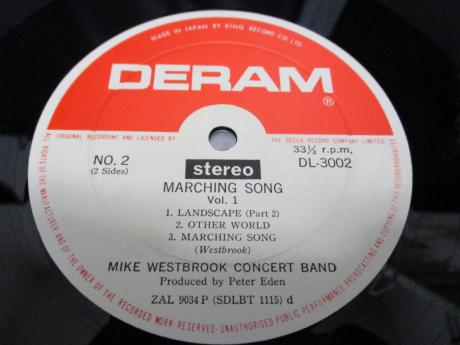 MADE IN JAPAN BY KING RECORD CO. LTD.
DERAM®
ORIGINAL RECORDING AND LICENSED BY THE DECCA RECORD COMPANY LIMITED
NO. 2
(2 Sides)
stereo
33⅓ r.p.m.
DL-3002
MARCHING SONG
Vol. 1
1. LANDSCAPE (Part 2)
2. OTHER WORLD
3. MARCHING SONG
(Westbrook)
MIKE WESTBROOK CONCERT BAND
Produced by Peter Eden
ZAL 9034 P (SDLBT 1115) d
ALL RIGHTS OF THE MANUFACTURER AND OF THE OWNER OF THE RECORDED WORK RESERVED-UNAUTHORISED PUBLIC PERFORMANCE BROADCASTING AND COPYING OF THIS RECORD PROHIBITED